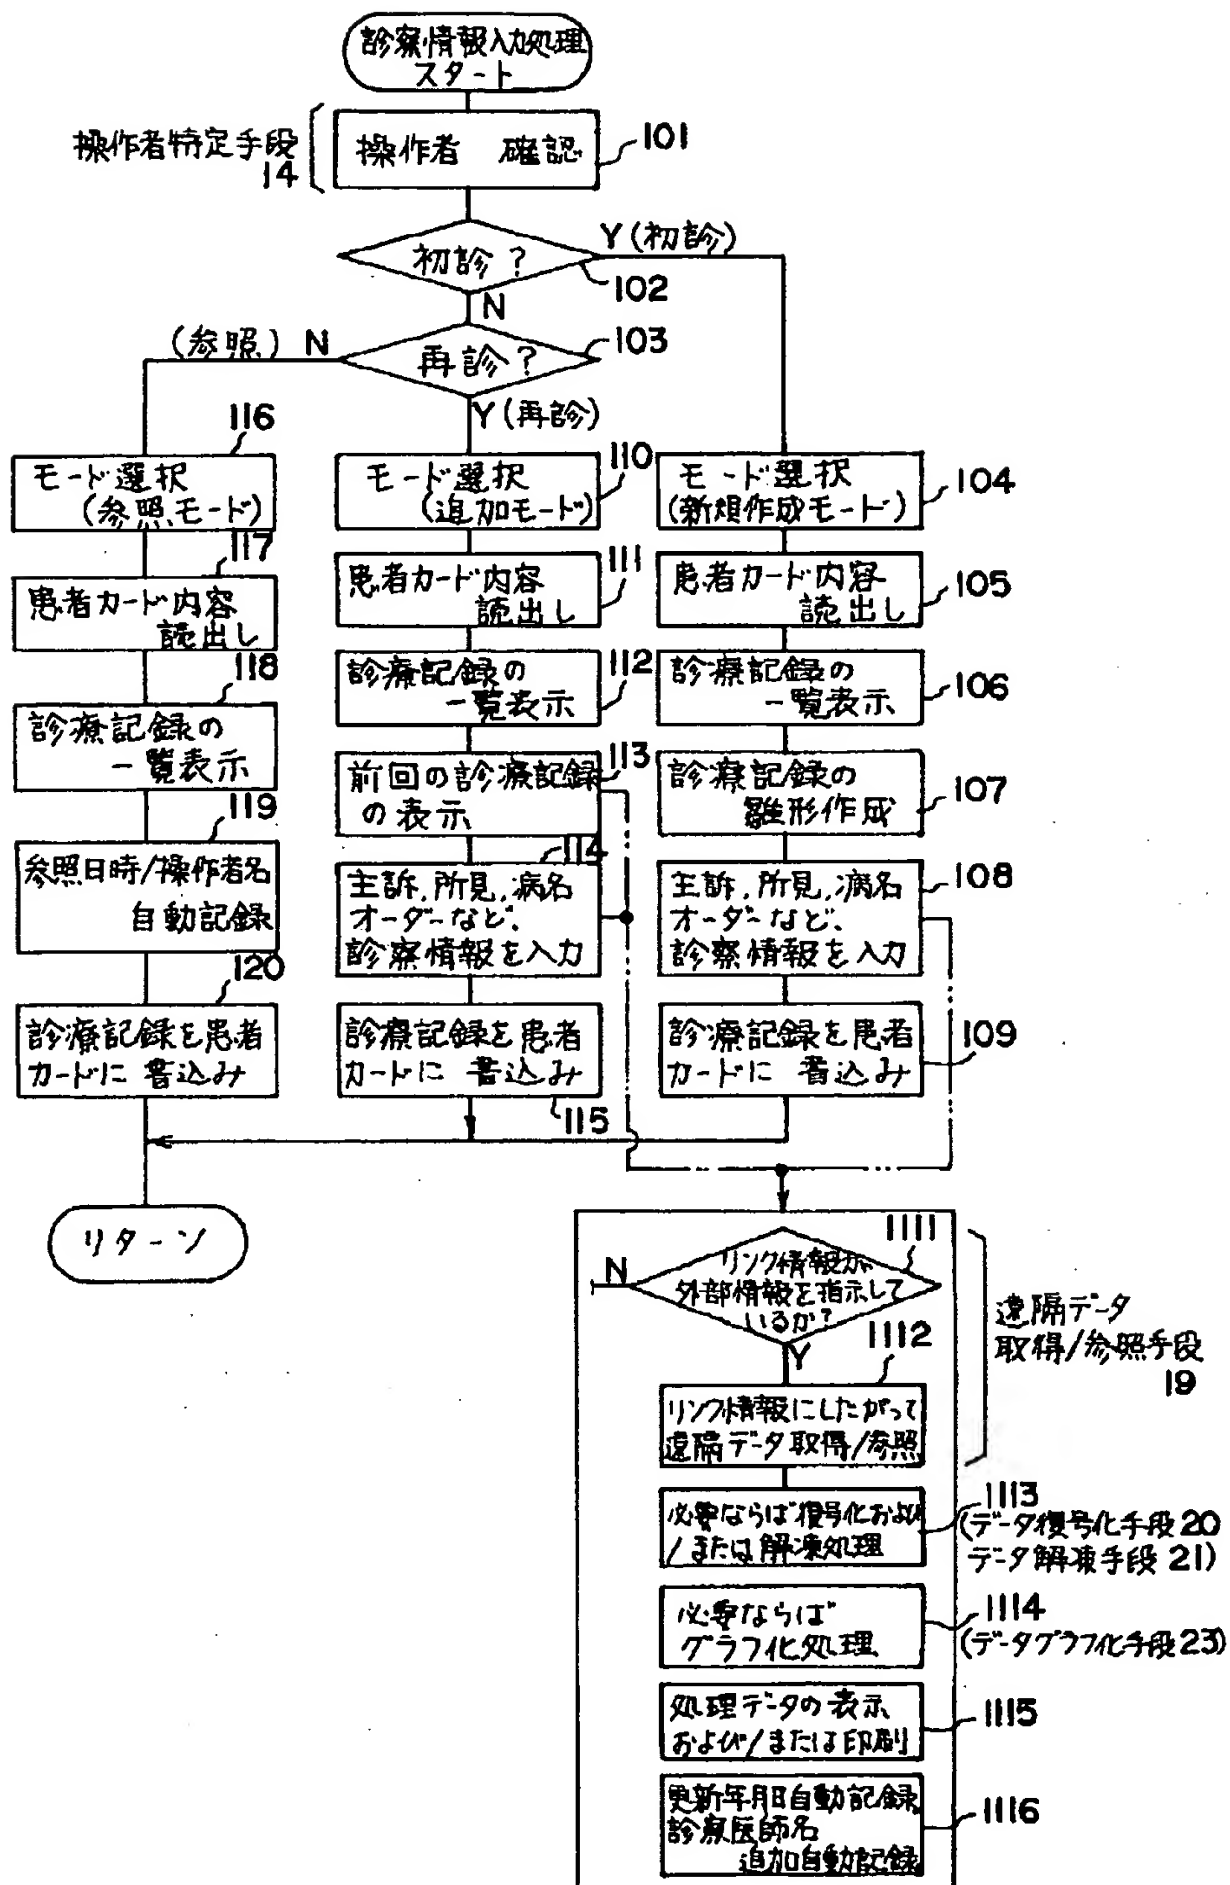 診察情報入力処理
スタート
操作者特定手段
14
操作者 確認
101
初診?
Y(初診)
102
N
再診?
103
(参照) N
Y(再診)
116
モード選択
(参照モード)
117
患者カード内容
読出し
118
診療記録の
一覧表示
119
参照日時/操作者名
自動記録
120
診療記録を患者
カードに書込み
110
モード選択
(追加モード)
111
患者カード内容
読出し
112
診療記録の
一覧表示
113
前回の診療記録
の表示
114
主訴,所見,病名
オーダーなど、
診察情報を入力
診療記録を患者
カードに書込み
115
モード選択
(新規作成モード)
104
患者カード内容
読出し
105
診療記録の
一覧表示
106
診療記録の
雛形作成
107
主訴,所見,病名
オーダーなど、
診察情報を入力
108
診療記録を患者
カードに書込み
109
リターン
1111
N
リンク情報が
外部情報を指示して
いるか?
Y
遠隔データ
取得/参照手段
19
1112
リンク情報にしたがって
遠隔データ取得/参照
必要ならば復号化および
/または解凍処理
1113
(データ復号化手段20
データ解凍手段21)
必要ならば
グラフ化処理
1114
(データグラフ化手段23)
処理データの表示
および/または印刷
1115
更新年月日自動記録
診察医師名
追加自動記録
1116